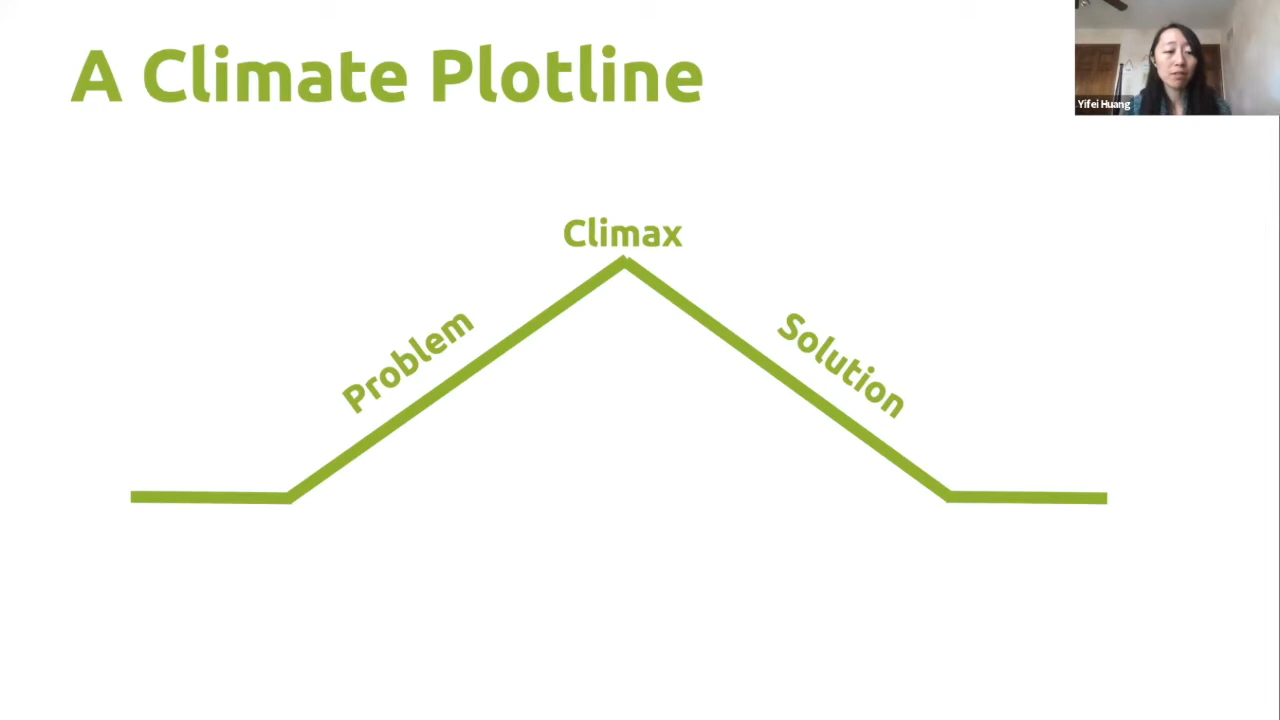 A Climate Plotline
Yifei Huang
Climax
Problem
Solution